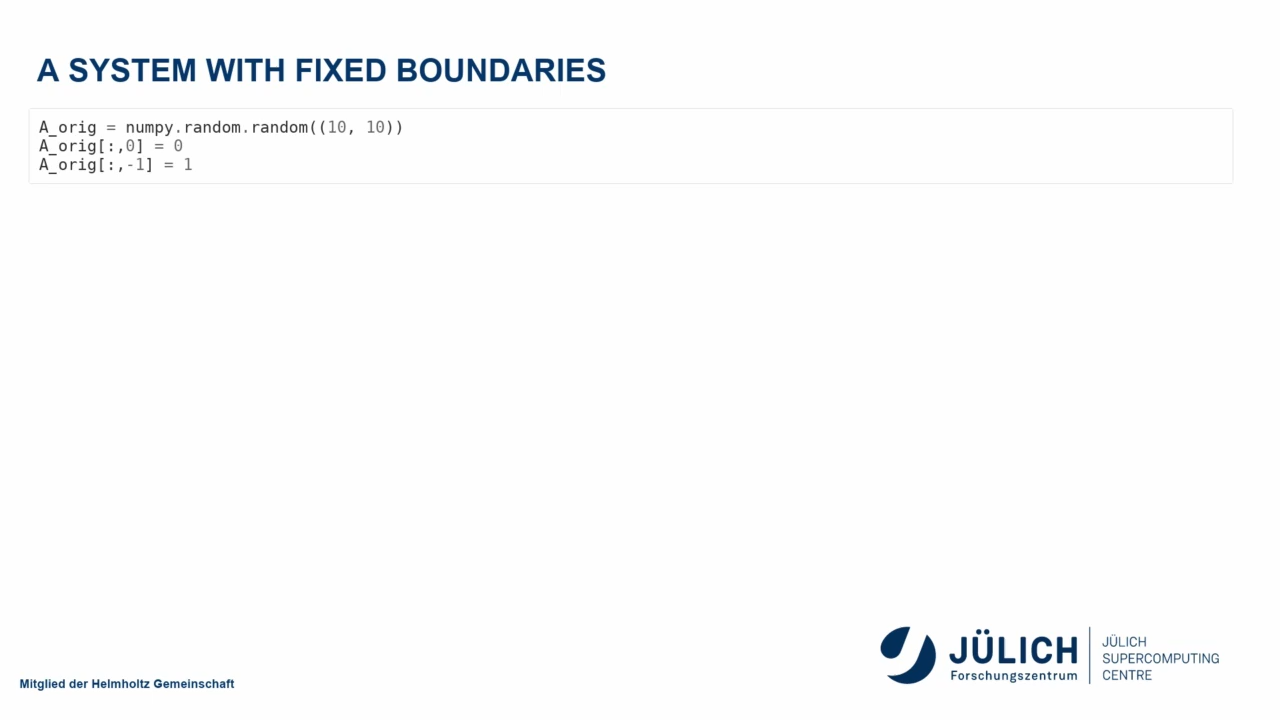 A SYSTEM WITH FIXED BOUNDARIES
A_orig = numpy.random.random((10, 10))
A_orig[:,0] = 0
A_orig[:,-1] = 1
JÜLICH
Forschungszentrum
JÜLICH
SUPERCOMPUTING
CENTRE
Mitglied der Helmholtz Gemeinschaft